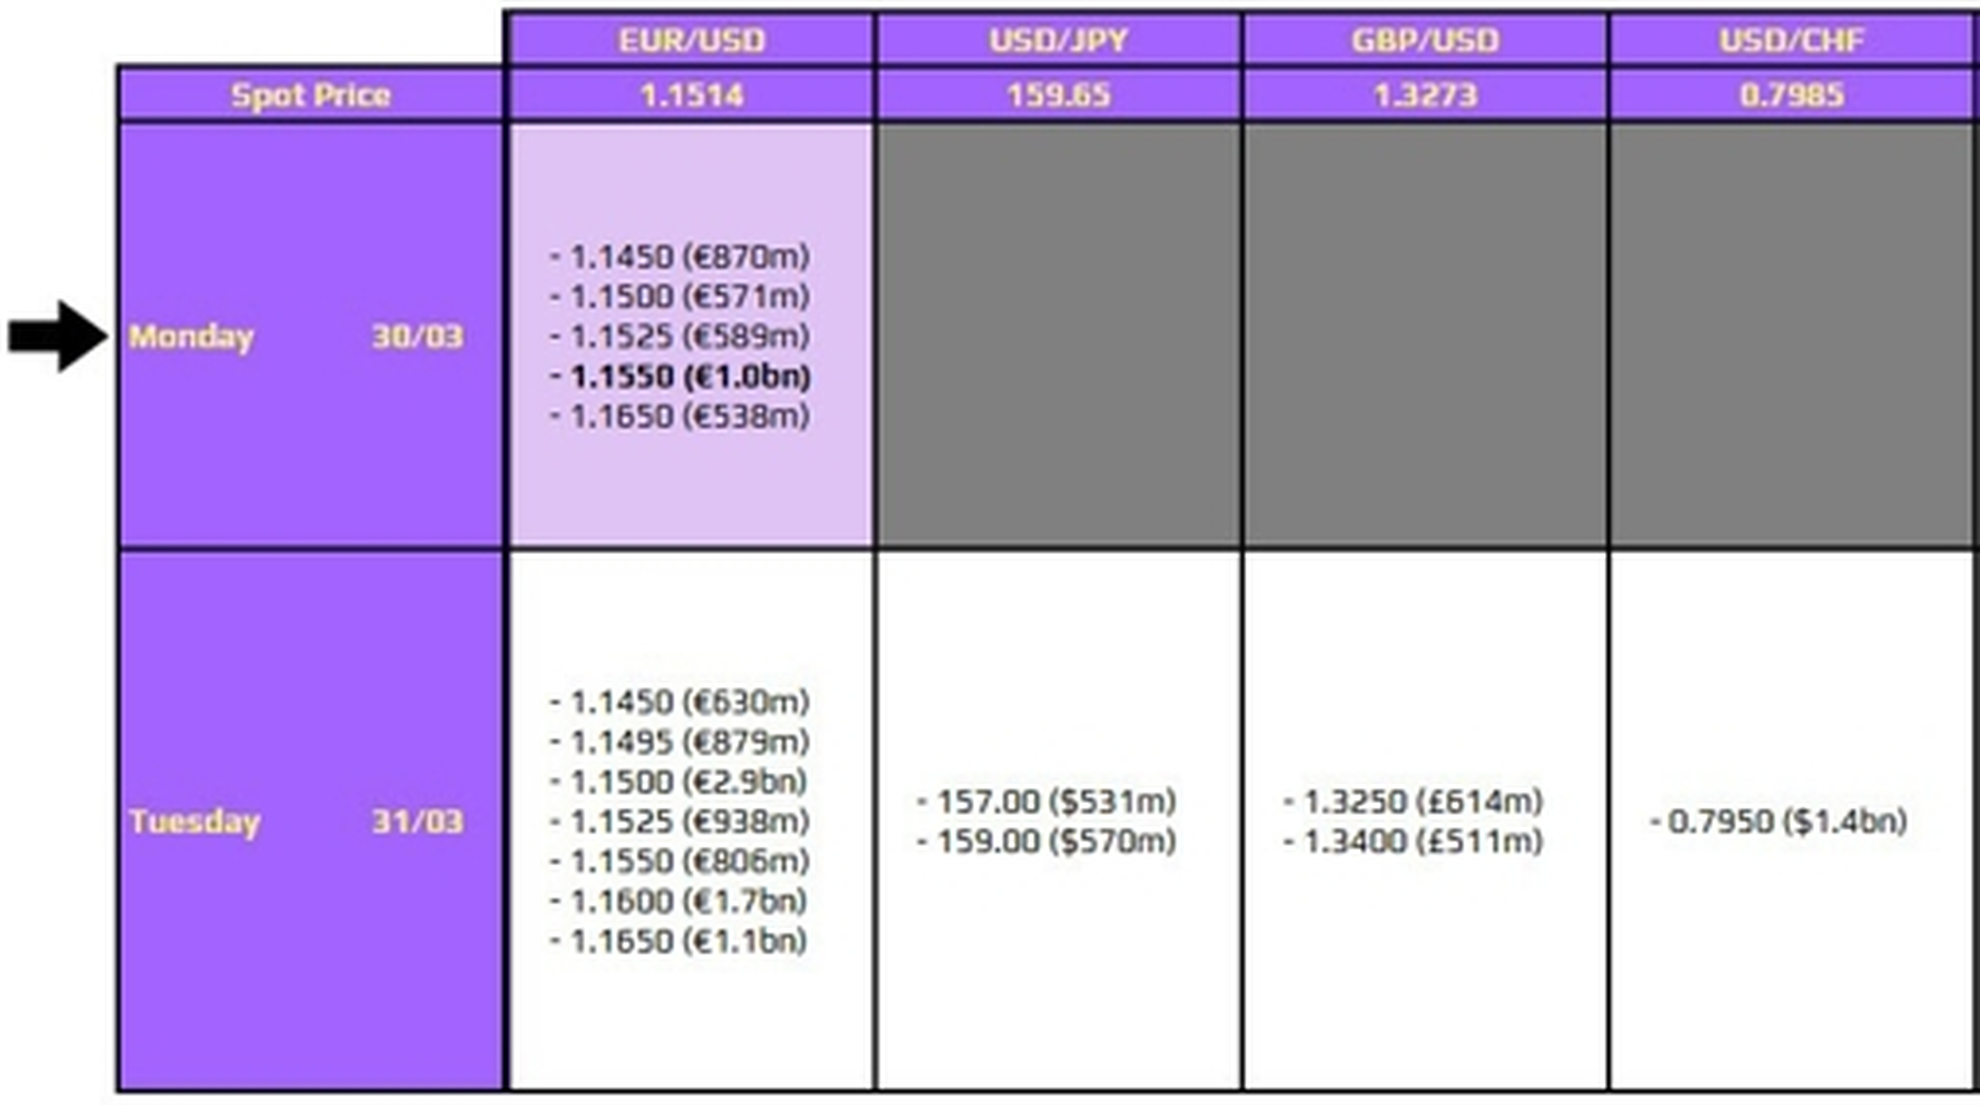 EUR/USD USD/JPY GBP/USD USD/CHF
Spot Price 1.1514 159.65 1.3273 0.7985
Monday 30/03
- 1.1450 (€870m)
- 1.1500 (€571m)
- 1.1525 (€589m)
- 1.1550 (€1.0bn)
- 1.1650 (€538m)
Tuesday 31/03
- 1.1450 (€630m)
- 1.1495 (€879m)
- 1.1500 (€2.9bn)
- 1.1525 (€938m)
- 1.1550 (€806m)
- 1.1600 (€1.7bn)
- 1.1650 (€1.1bn)
- 157.00 ($531m)
- 159.00 ($570m)
- 1.3250 (£614m)
- 1.3400 (£511m)
- 0.7950 ($1.4bn)